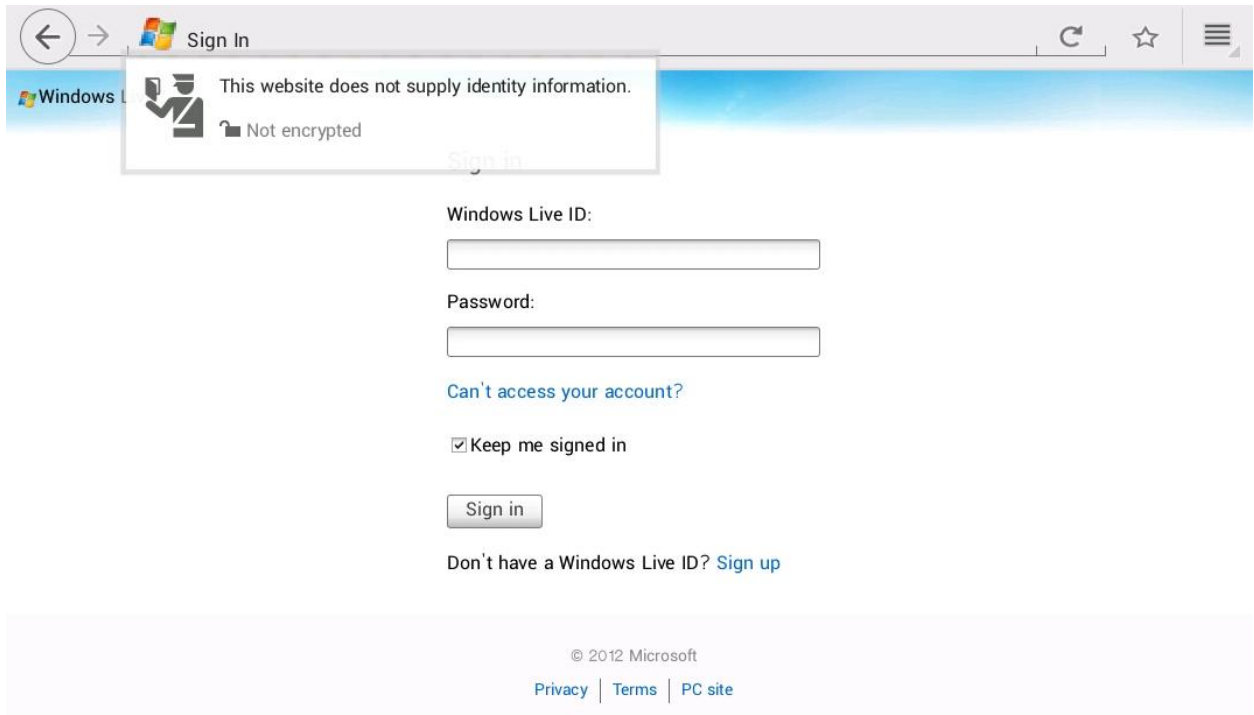 Sign In
This website does not supply identity information.
Not encrypted
Windows L
Sign in
Windows Live ID:
Password:
Can't access your account?
Keep me signed in
Sign in
Don't have a Windows Live ID? Sign up
© 2012 Microsoft
Privacy | Terms | PC site